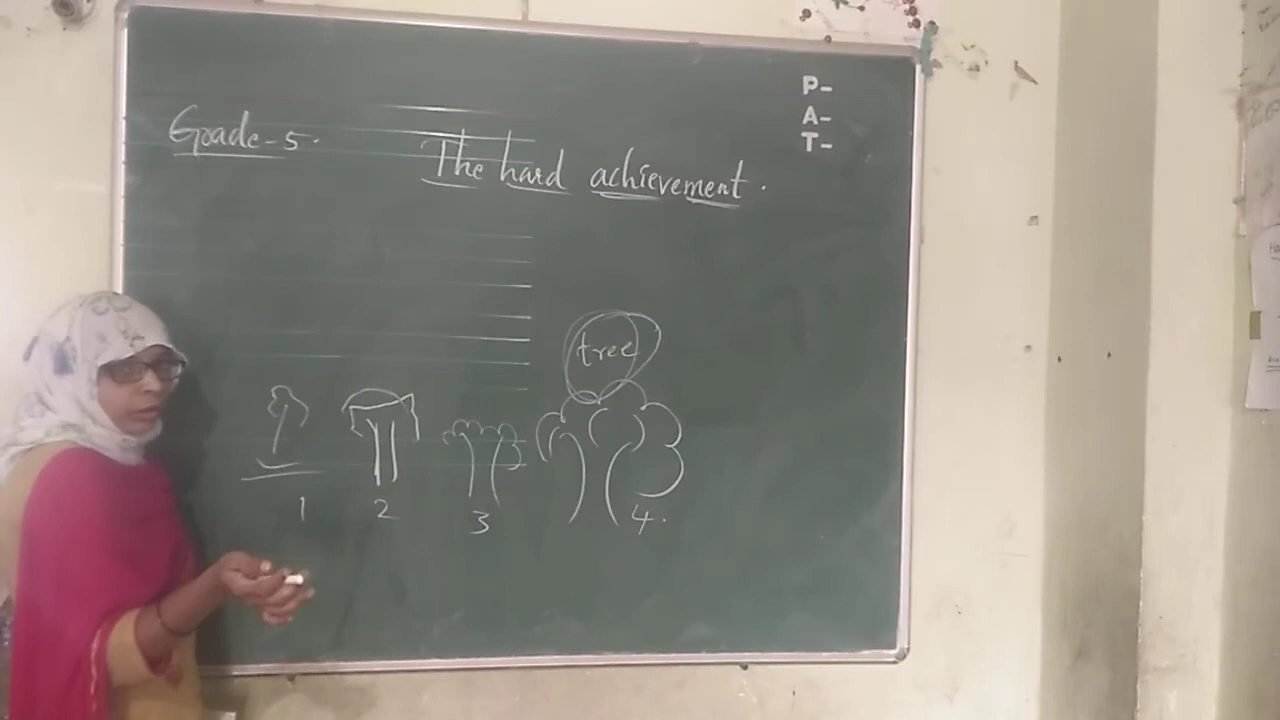 P-
A-
T-
Grade-5.
The hard achievement.
tree
1 2 3 4.